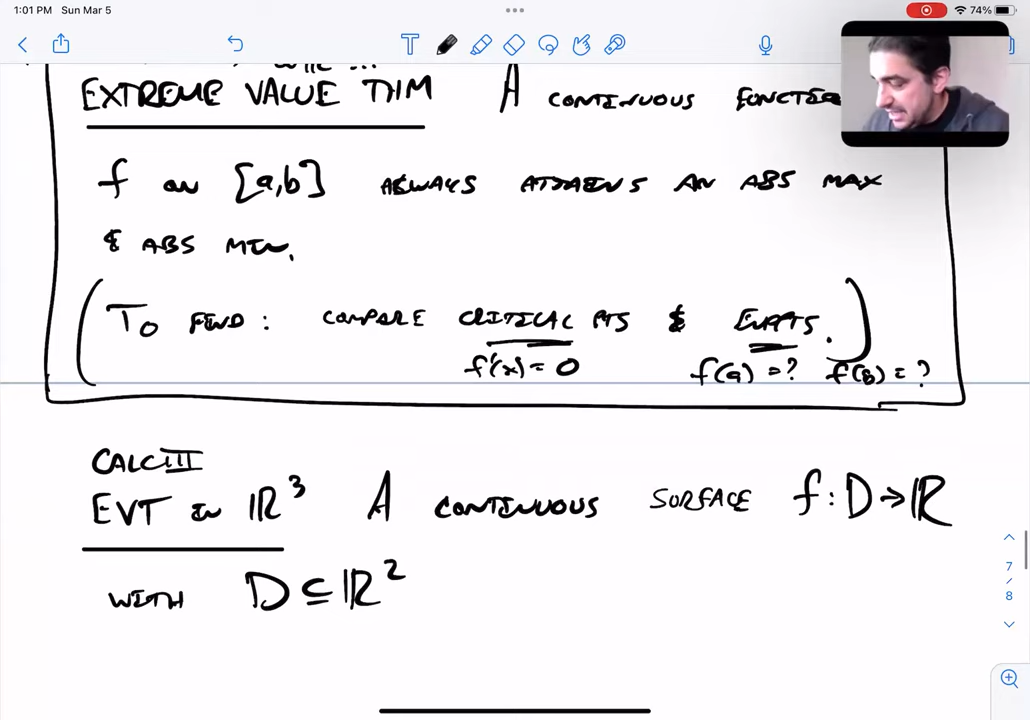 1:01 PM Sun Mar 5
74%
EXTREME VALUE THM A CONTINUOUS
f ON [a,b] ALWAYS ATTAINS AN ABS MAX
& ABS MIN.
(TO FIND: COMPARE CRITICAL PTS & ENDPTS.)
f'(x)=0 f(a)=? f(b)=?
CALC III
EVT IN ℝ³ A CONTINUOUS SURFACE f:D→ℝ
WITH D⊆ℝ²
7
/
8